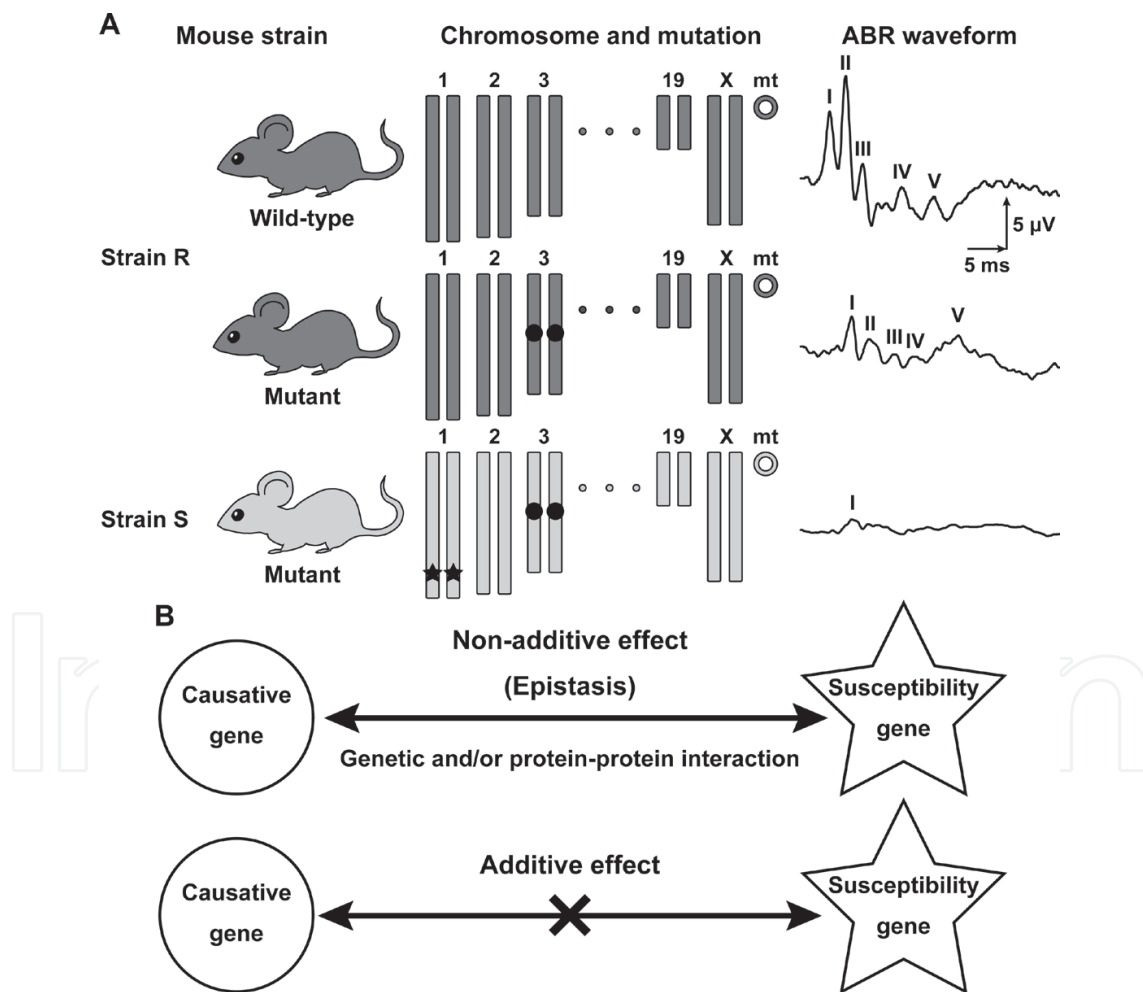 A
Mouse strain Chromosome and mutation ABR waveform
1 2 3 19 X mt
I II III IV V
Wild-type
5 µV
5 ms
Strain R
1 2 3 19 X mt
I II III IV V
Mutant
1 2 3 19 X mt
I
Strain S
Mutant
B
Non-additive effect
(Epistasis)
Causative
gene
Susceptibility
gene
Genetic and/or protein-protein interaction
Additive effect
Causative
gene
Susceptibility
gene